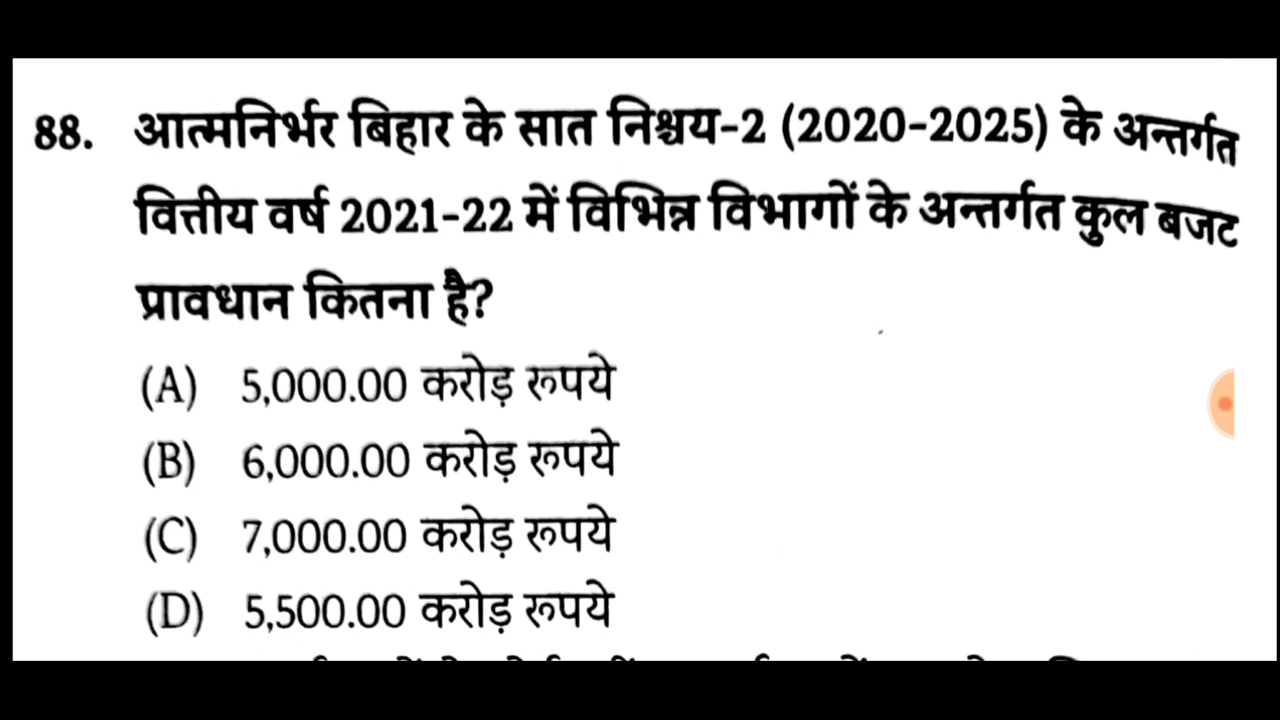 88. आत्मनिर्भर बिहार के सात निश्चय-2 (2020-2025) के अन्तर्गत
वित्तीय वर्ष 2021-22 में विभिन्न विभागों के अन्तर्गत कुल बजट
प्रावधान कितना है?
(A) 5,000.00 करोड़ रूपये
(B) 6,000.00 करोड़ रूपये
(C) 7,000.00 करोड़ रूपये
(D) 5,500.00 करोड़ रूपये